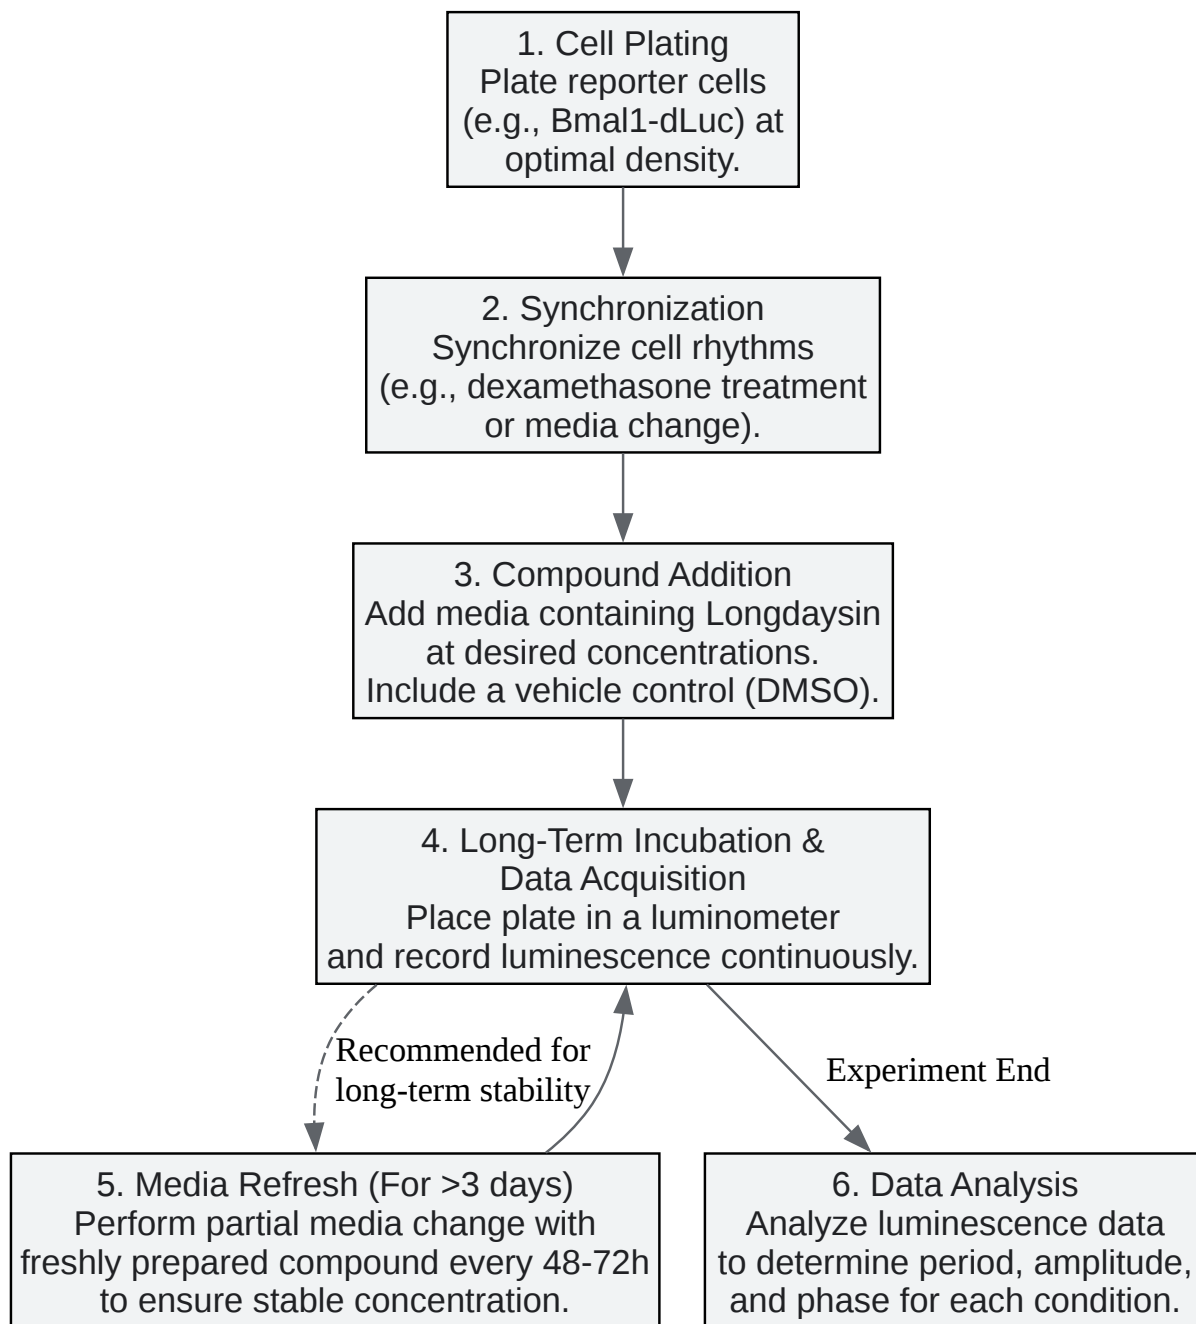 1. Cell Plating
Plate reporter cells
(e.g., Bmal1-dLuc) at
optimal density.
2. Synchronization
Synchronize cell rhythms
(e.g., dexamethasone treatment
or media change).
3. Compound Addition
Add media containing Longdaysin
at desired concentrations.
Include a vehicle control (DMSO).
4. Long-Term Incubation &
Data Acquisition
Place plate in a luminometer
and record luminescence continuously.
Recommended for
long-term stability
Experiment End
5. Media Refresh (For >3 days)
Perform partial media change with
freshly prepared compound every 48-72h
to ensure stable concentration.
6. Data Analysis
Analyze luminescence data
to determine period, amplitude,
and phase for each condition.